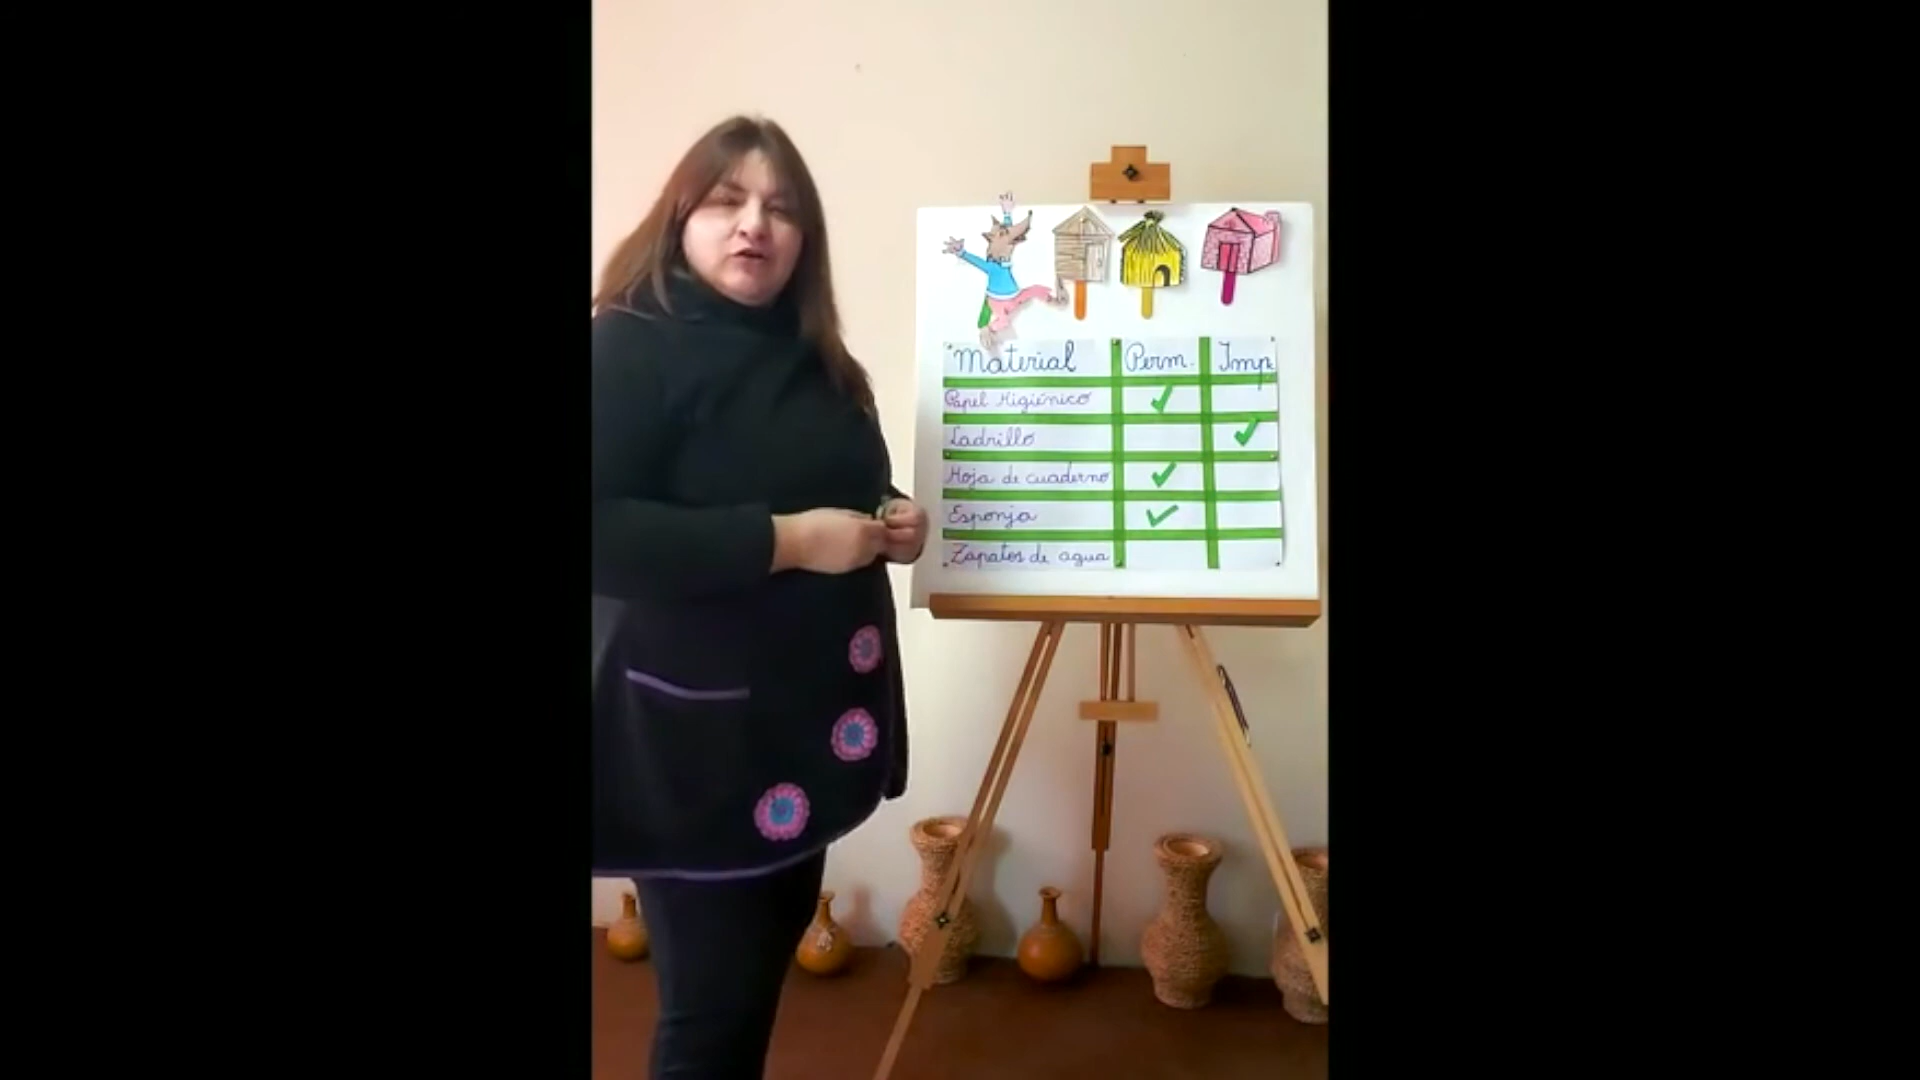 Material Perm. Imp.
Papel Higiénico
Ladrillo
Hoja de cuaderno
Esponja
Zapatos de agua